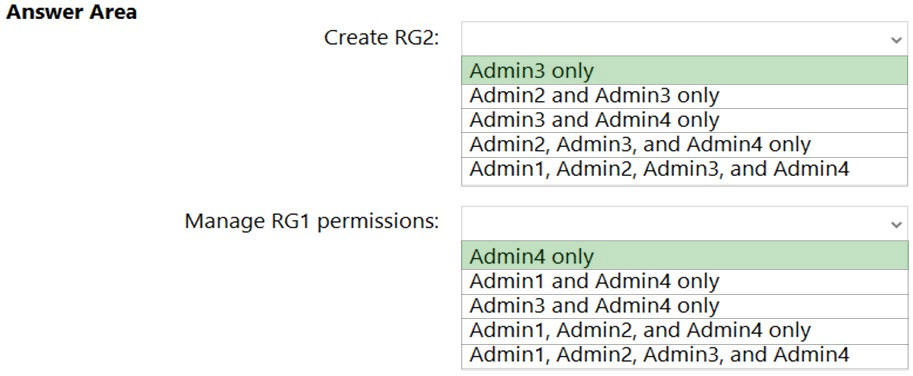 Answer Area
Create RG2:
Admin3 only
Admin2 and Admin3 only
Admin3 and Admin4 only
Admin2, Admin3, and Admin4 only
Admin1, Admin2, Admin3, and Admin4
Manage RG1 permissions:
Admin4 only
Admin1 and Admin4 only
Admin3 and Admin4 only
Admin1, Admin2, and Admin4 only
Admin1, Admin2, Admin3, and Admin4